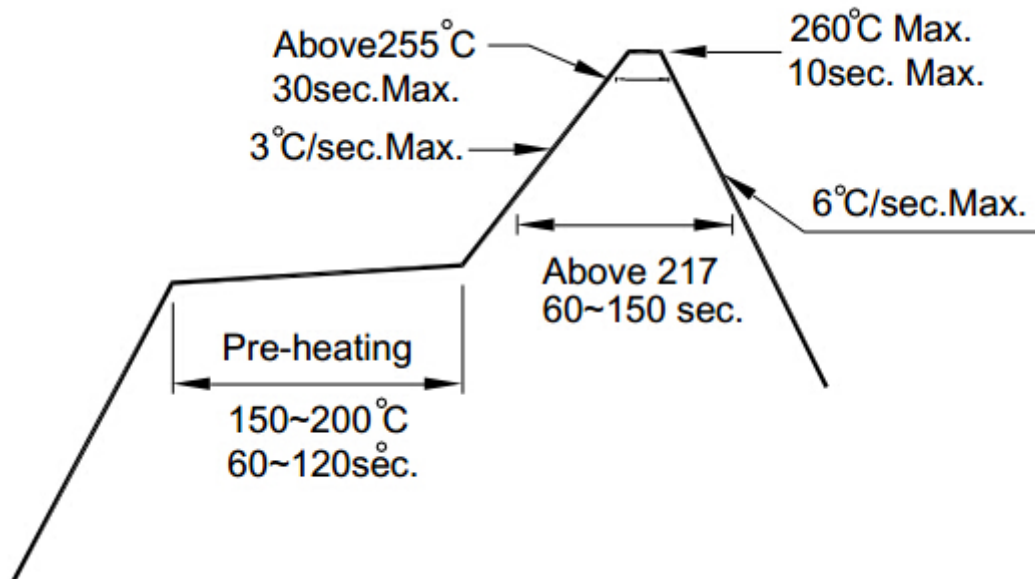 Above255°C
30sec.Max.
260°C Max.
10sec. Max.
3°C/sec.Max.
6°C/sec.Max.
Above 217
60~150 sec.
Pre-heating
150~200°C
60~120sec.